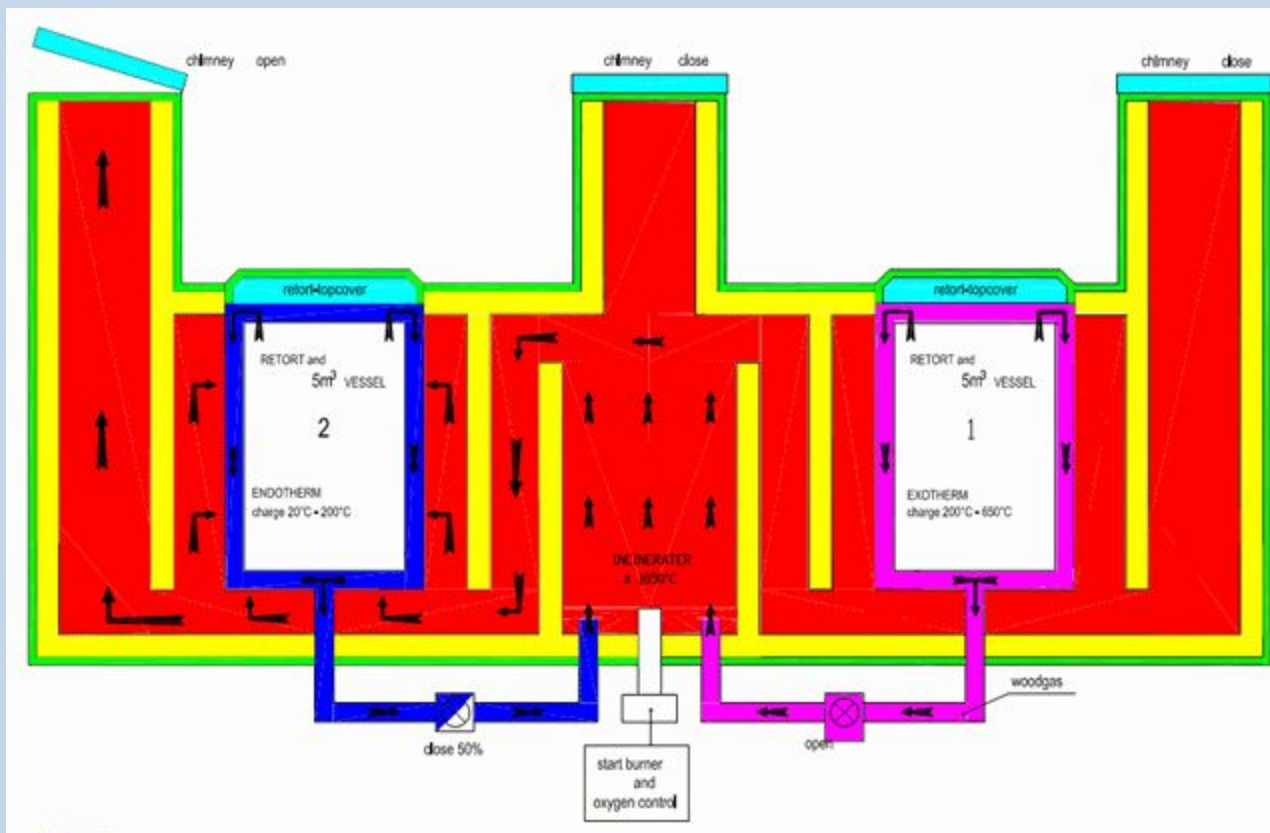 chimney open
chimney close
chimney close
retort-topcover
retort-topcover
RETORT and
5m³ VESSEL
2
ENDOTHERM
charge 20°C - 200°C
RETORT and
5m³ VESSEL
1
EXOTHERM
charge 200°C - 650°C
INCINERATER
± 1050°C
woodgas
close 50%
open
start burner
and
oxygen control